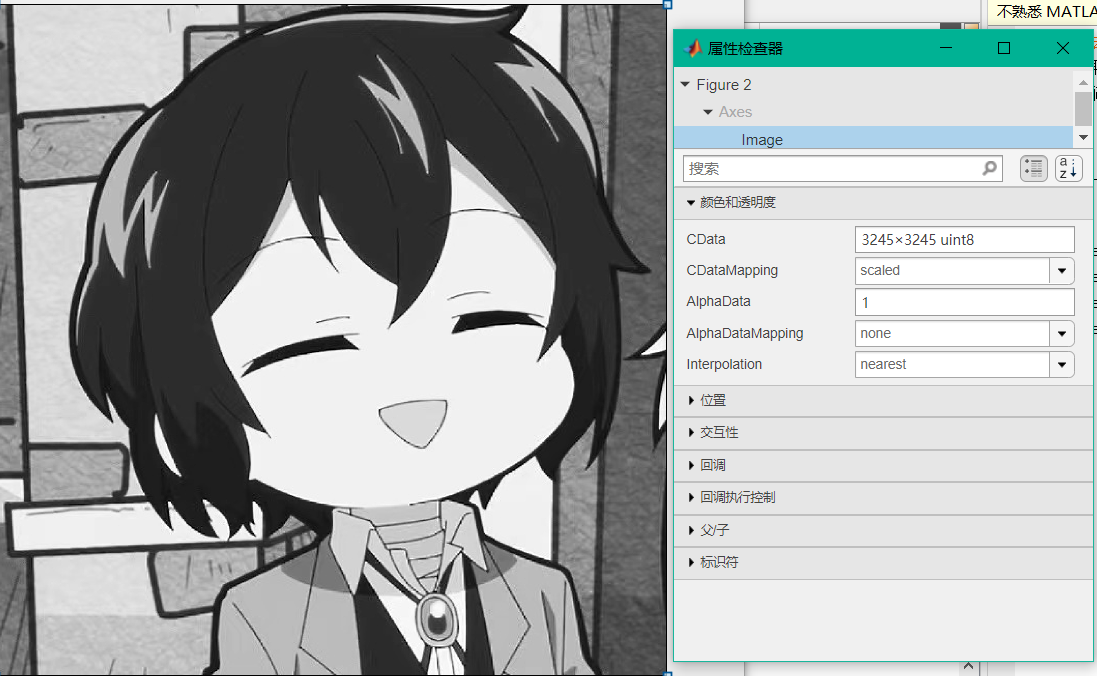 不熟悉 MATLA
属性检查器
Figure 2
Axes
Image
搜索
颜色和透明度
CData 3245×3245 uint8
CDataMapping scaled
AlphaData 1
AlphaDataMapping none
Interpolation nearest
位置
交互性
回调
回调执行控制
父/子
标识符